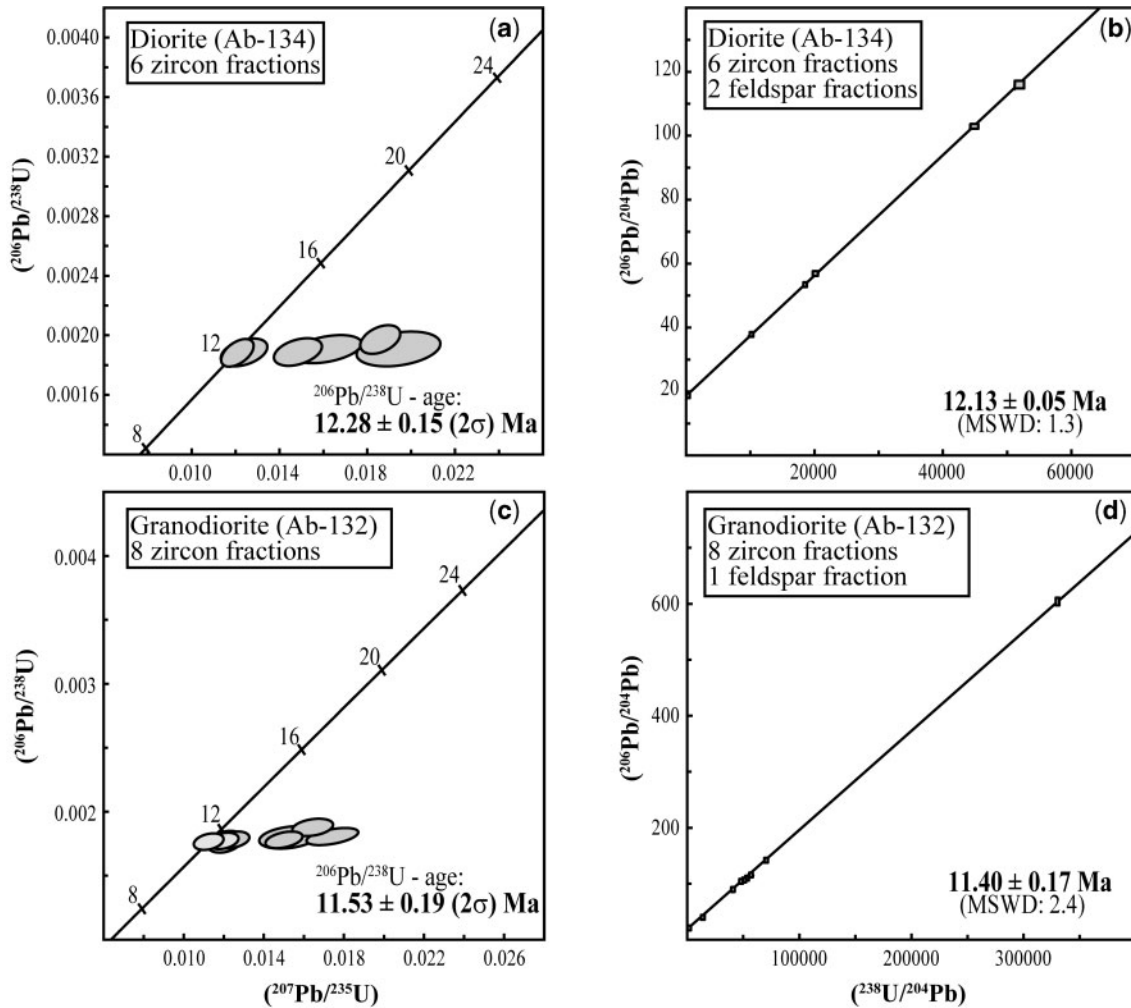 (a)
Diorite (Ab-134)
6 zircon fractions
0.0040
0.0036
0.0032
0.0028
0.0024
0.0020
0.0016
(²⁰⁶Pb/²³⁸U)
24
20
16
12
8
²⁰⁶Pb/²³⁸U - age:
12.28 ± 0.15 (2σ) Ma
0.010
0.014
0.018
0.022
(b)
Diorite (Ab-134)
6 zircon fractions
2 feldspar fractions
120
100
80
60
40
20
(²⁰⁶Pb/²⁰⁴Pb)
12.13 ± 0.05 Ma
(MSWD: 1.3)
20000
40000
60000
(c)
Granodiorite (Ab-132)
8 zircon fractions
0.004
0.003
0.002
(²⁰⁶Pb/²³⁸U)
24
20
16
12
8
²⁰⁶Pb/²³⁸U - age:
11.53 ± 0.19 (2σ) Ma
0.010
0.014
0.018
0.022
0.026
(²⁰⁷Pb/²³⁵U)
(d)
Granodiorite (Ab-132)
8 zircon fractions
1 feldspar fraction
600
400
200
(²⁰⁶Pb/²⁰⁴Pb)
11.40 ± 0.17 Ma
(MSWD: 2.4)
100000
200000
300000
(²³⁸U/²⁰⁴Pb)